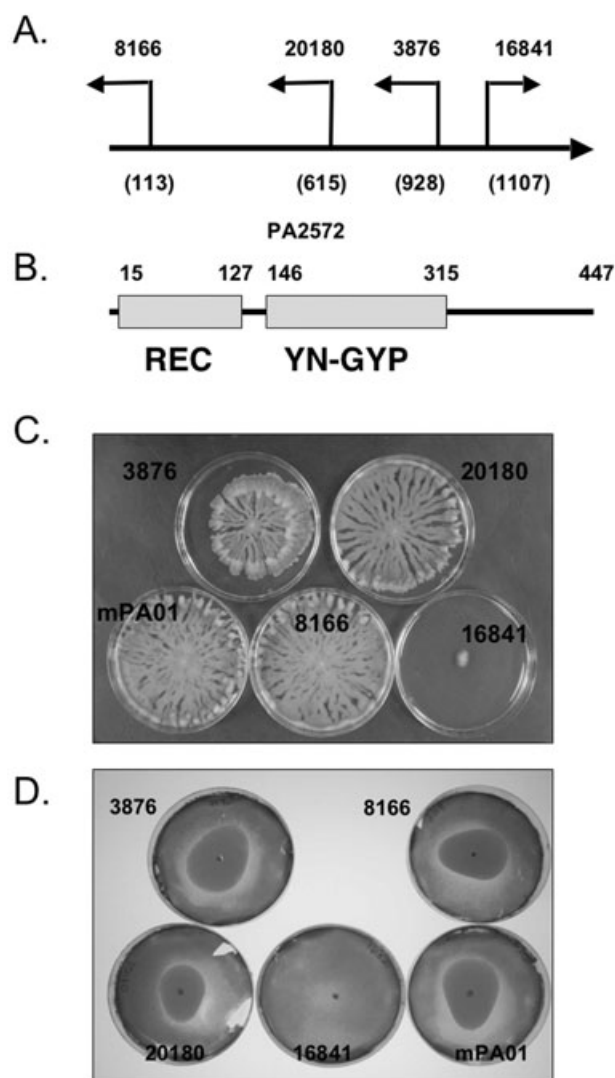 A.
8166 20180 3876 16841
(113) (615) (928) (1107)
PA2572
B.
15 127 146 315 447
REC YN-GYP
C.
3876 20180
mPA01 8166 16841
D.
3876 8166
20180 16841 mPA01